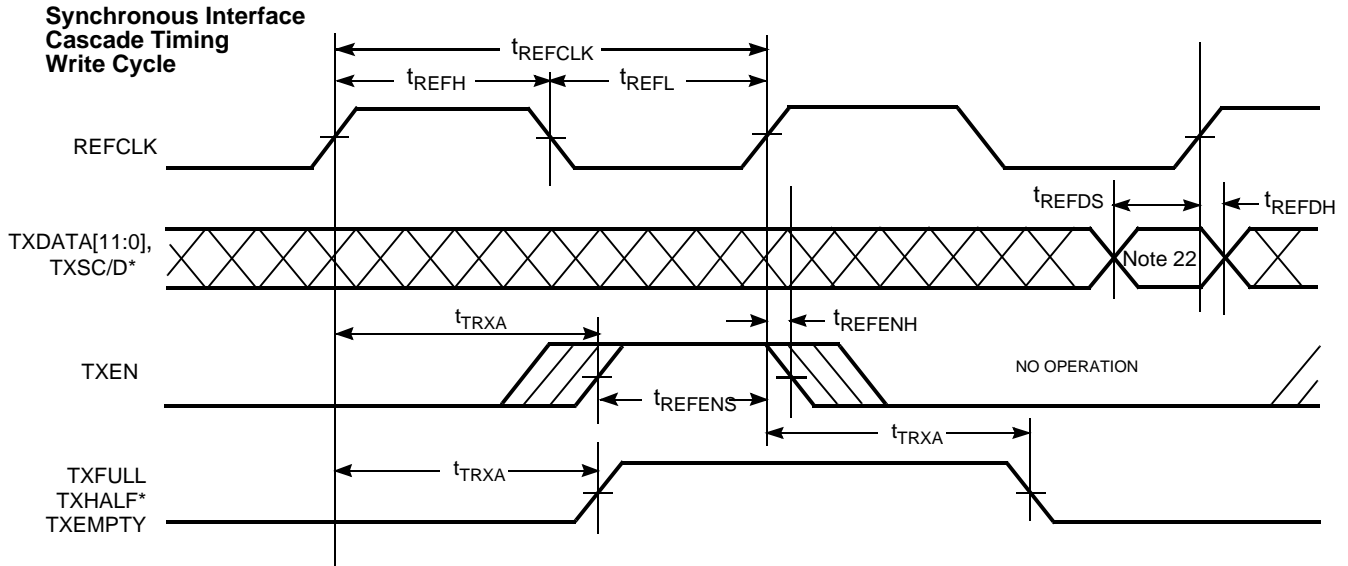 Synchronous Interface
Cascade Timing
Write Cycle
tREFCLK
tREFH
tREFL
REFCLK
tREFDS
tREFDH
TXDATA[11:0],
TXSC/D*
Note 22
tTRXA
tREFENH
TXEN
NO OPERATION
tREFENS
tTRXA
tTRXA
TXFULL
TXHALF*
TXEMPTY